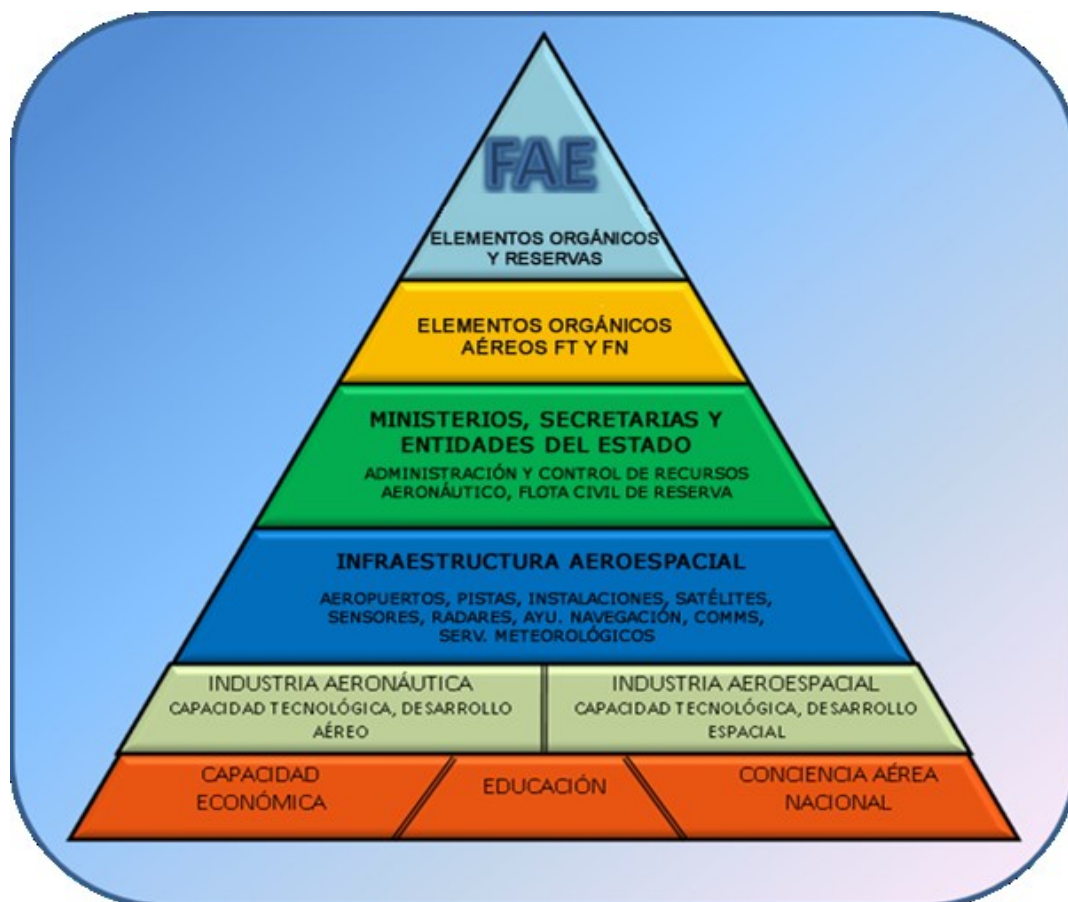 FAE
ELEMENTOS ORGÁNICOS
Y RESERVAS
ELEMENTOS ORGÁNICOS
AÉREOS FT Y FN
MINISTERIOS, SECRETARIAS Y
ENTIDADES DEL ESTADO
ADMINISTRACIÓN Y CONTROL DE RECURSOS
AERONÁUTICO, FLOTA CIVIL DE RESERVA
INFRAESTRUCTURA AEROESPACIAL
AEROPUERTOS, PISTAS, INSTALACIONES, SATÉLITES,
SENSORES, RADARES, AYU. NAVEGACIÓN, COMMS,
SERV. METEOROLÓGICOS
INDUSTRIA AERONÁUTICA
CAPACIDAD TECNOLÓGICA, DESARROLLO
AÉREO
INDUSTRIA AEROESPACIAL
CAPACIDAD TECNOLÓGICA, DESARROLLO
ESPACIAL
CAPACIDAD
ECONÓMICA
EDUCACIÓN
CONCIENCIA AÉREA
NACIONAL